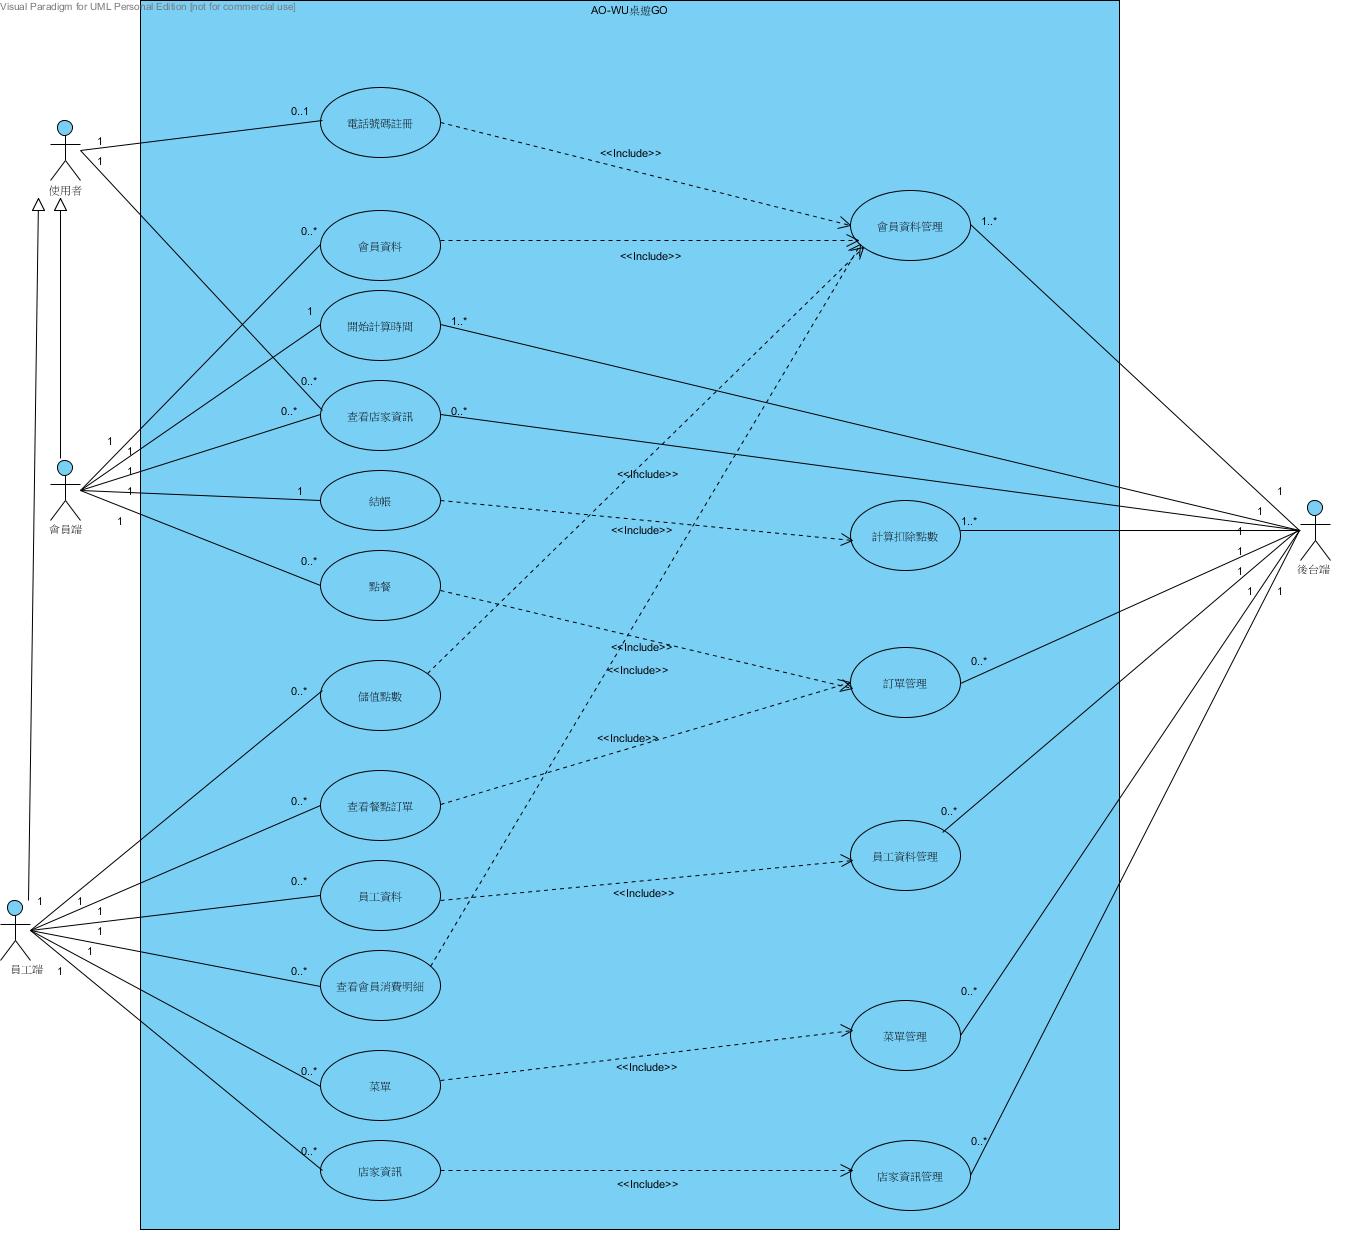 Visual Paradigm for UML Personal Edition [not for commercial use]
AO-WU桌遊GO
0..1
電話號碼註冊
1
1
<<Include>>
使用者
會員資料管理
1..*
0..*
會員資料
<<Include>>
1
開始計算時間
1..*
0..*
0..*
查看店家資訊
0..*
1
1
1
1
1
會員端
1
結帳
<<Include>>
<<Include>>
1..*
計算扣除點數
1
1
1
1
1
1
1
後台端
0..*
點餐
<<Include>>
<<Include>>
0..*
訂單管理
0..*
儲值點數
<<Include>>
0..*
查看餐點訂單
0..*
員工資料管理
0..*
員工資料
<<Include>>
1
1
1
1
1
1
員工端
0..*
查看會員消費明細
0..*
菜單管理
0..*
菜單
<<Include>>
0..*
店家資訊
<<Include>>
0..*
店家資訊管理